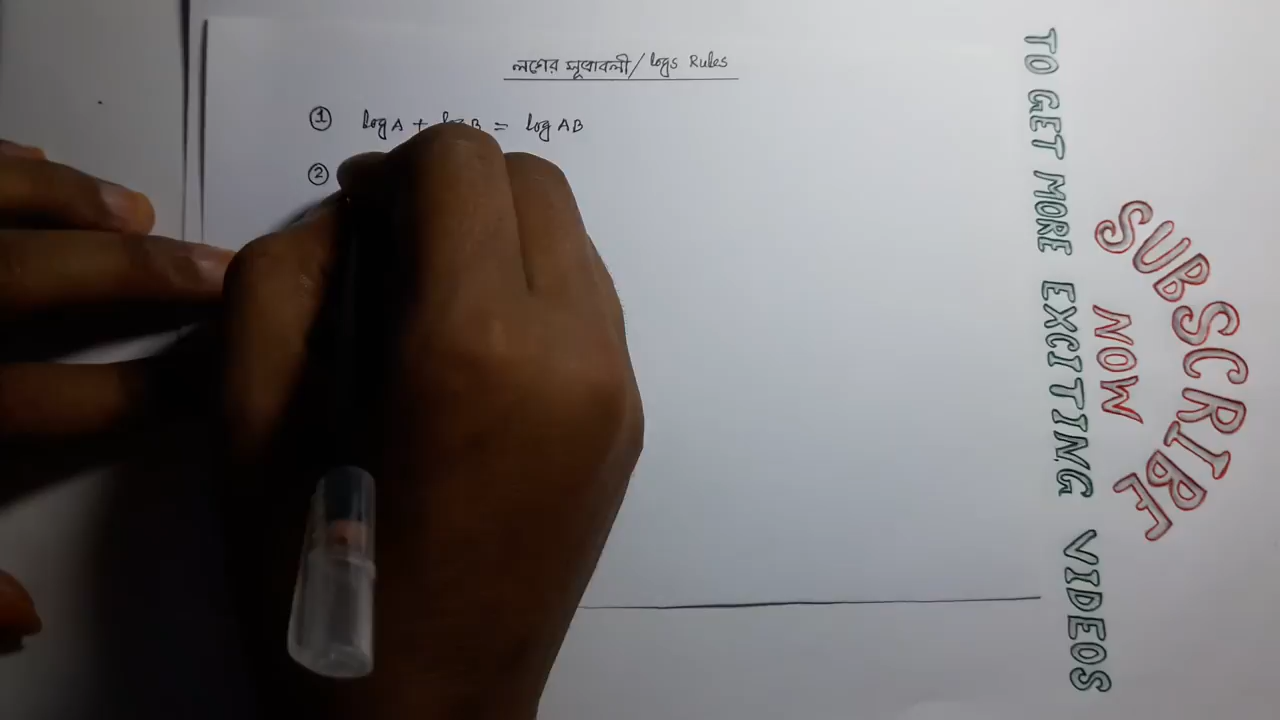 লগের সূত্রাবলী/logs Rules
① log A + log B = log AB
②
TO GET MORE EXCITING VIDEOS
SUBSCRIBE
NOW